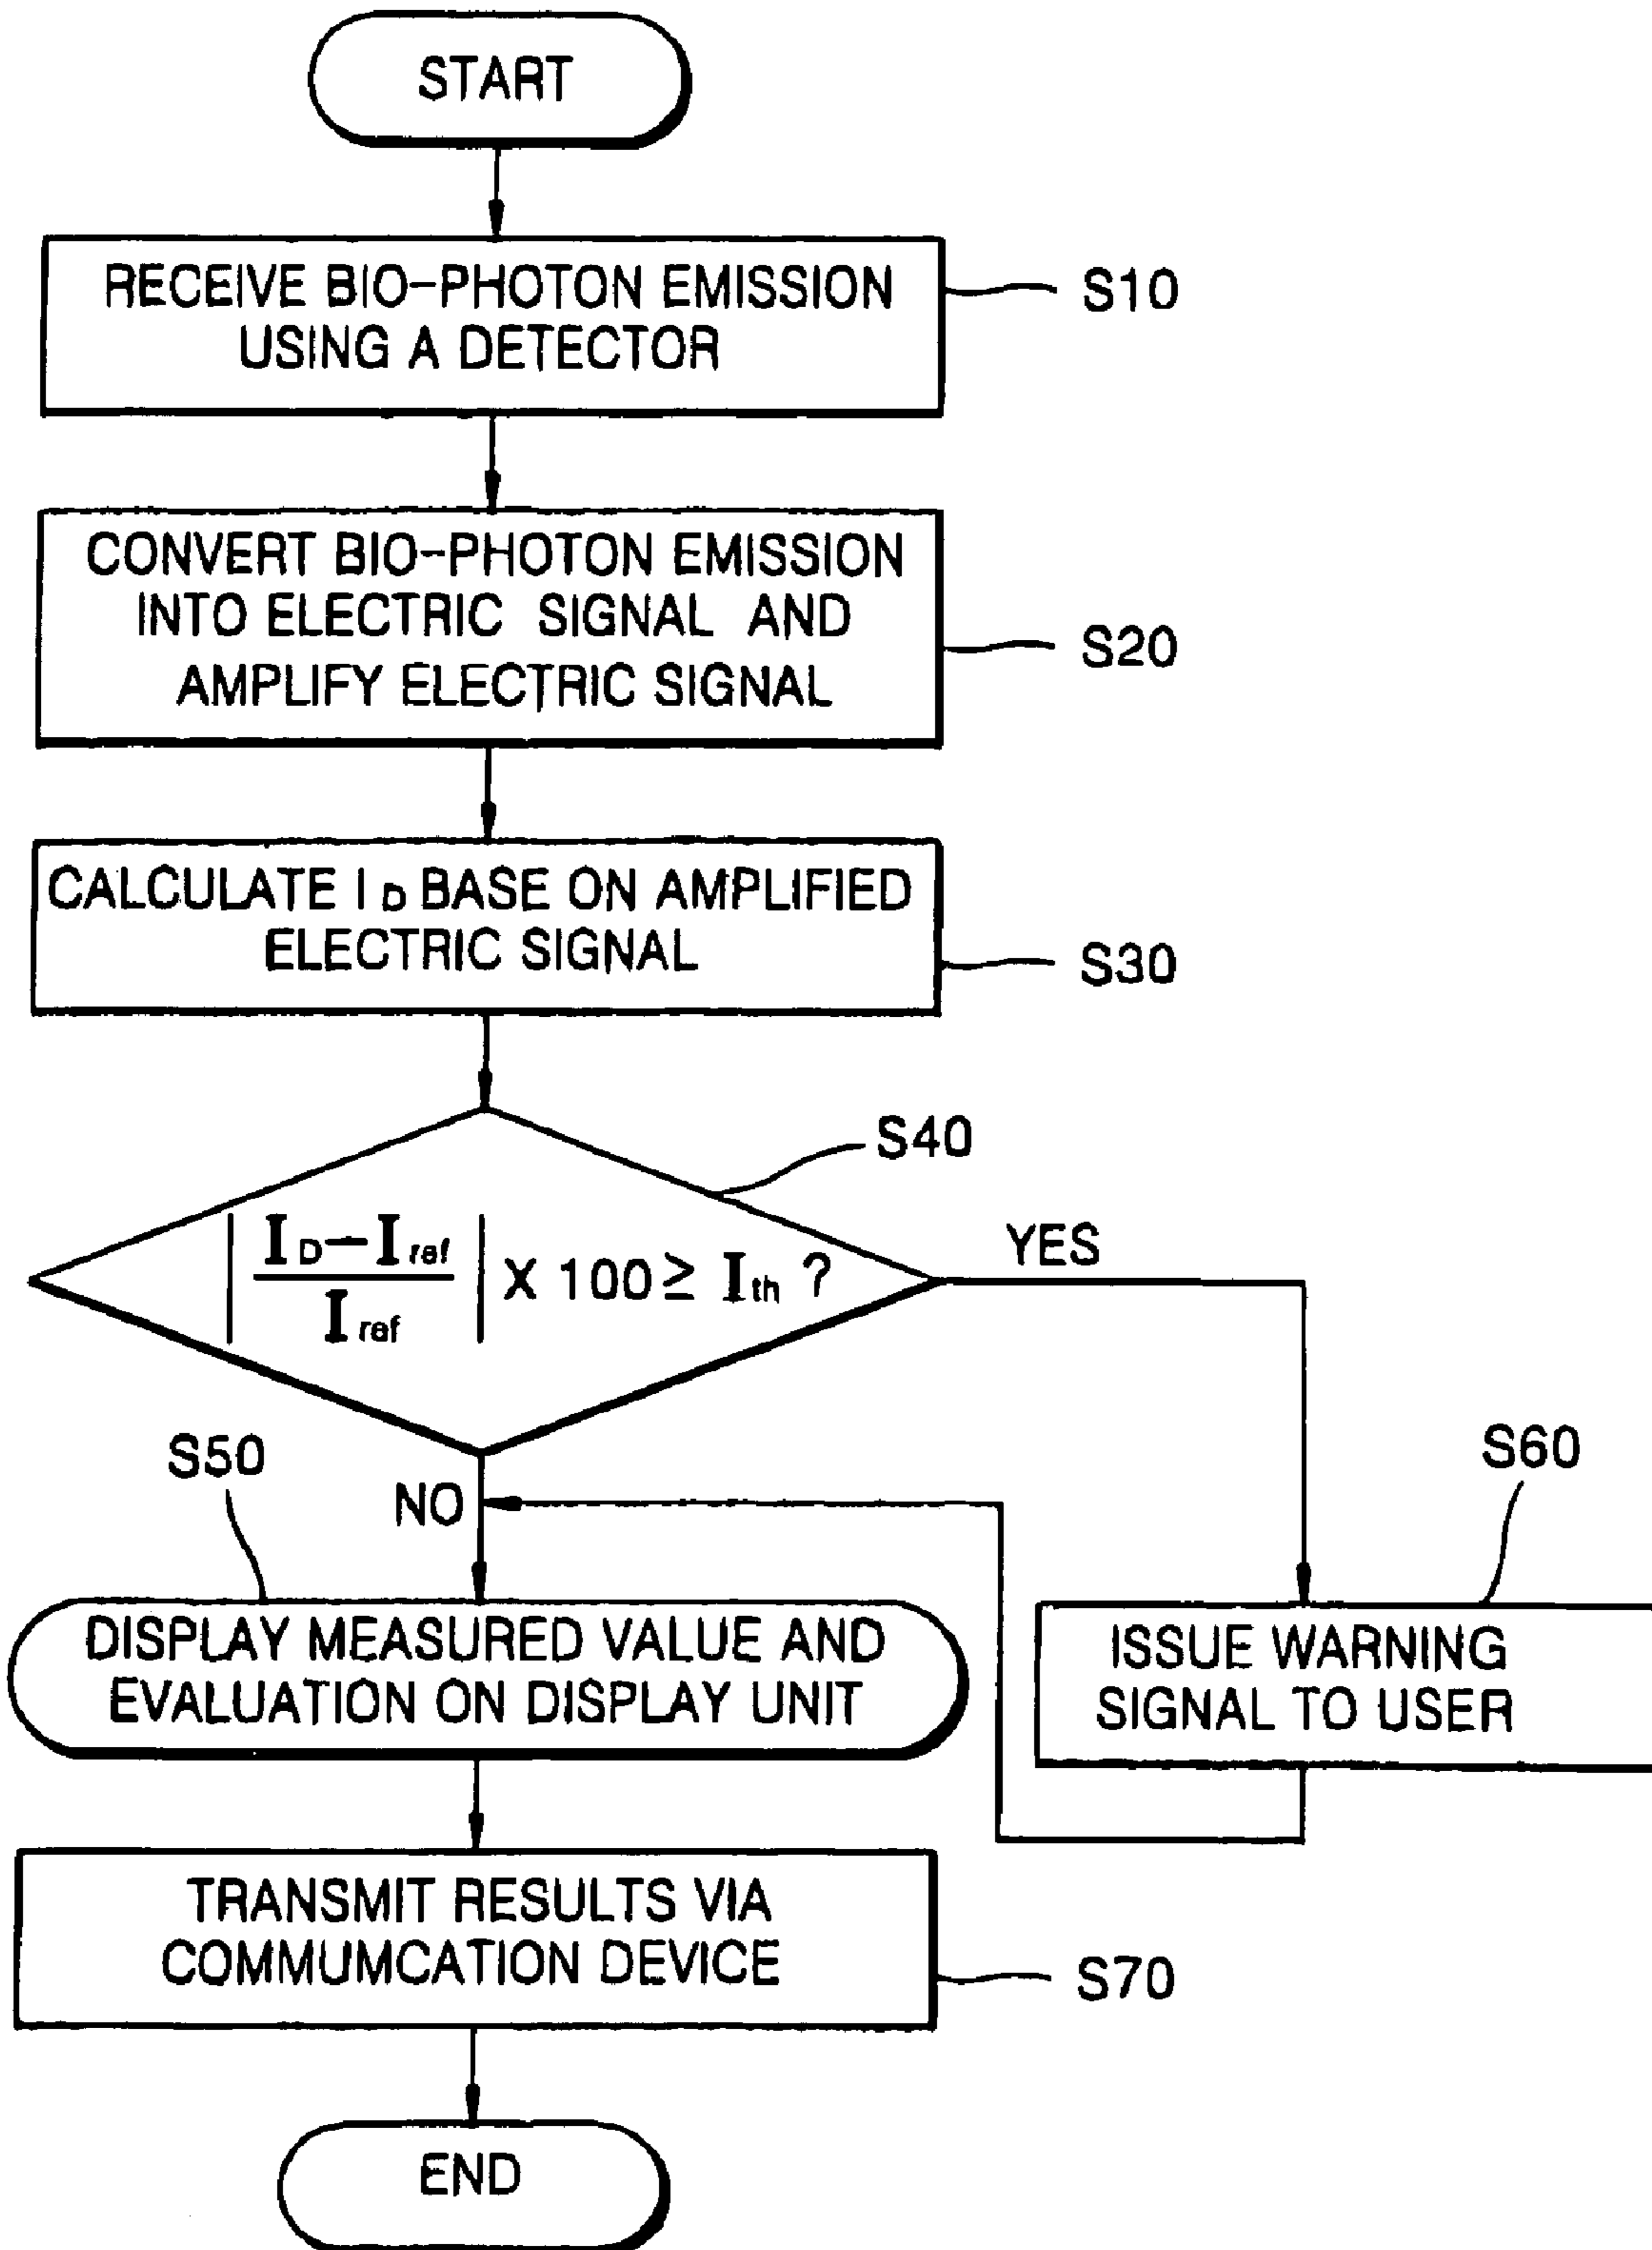 START
RECEIVE BIO-PHOTON EMISSION
USING A DETECTOR
S10
CONVERT BIO-PHOTON EMISSION
INTO ELECTRIC SIGNAL AND
AMPLIFY ELECTRIC SIGNAL
S20
CALCULATE I D BASE ON AMPLIFIED
ELECTRIC SIGNAL
S30
S40
| (I D − I ref) / I ref | X 100 ≥ I th ?
YES
NO
S50
DISPLAY MEASURED VALUE AND
EVALUATION ON DISPLAY UNIT
S60
ISSUE WARNING
SIGNAL TO USER
TRANSMIT RESULTS VIA
COMMUMCATION DEVICE
S70
END